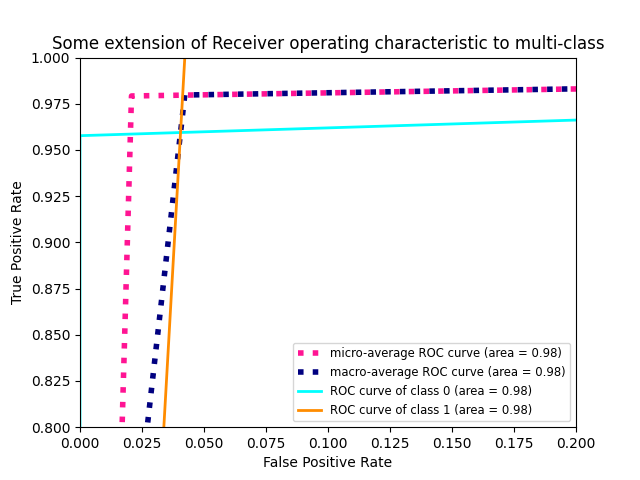 Some extension of Receiver operating characteristic to multi-class
1.000
0.975
0.950
0.925
0.900
0.875
0.850
0.825
0.800
True Positive Rate
micro-average ROC curve (area = 0.98)
macro-average ROC curve (area = 0.98)
ROC curve of class 0 (area = 0.98)
ROC curve of class 1 (area = 0.98)
0.000 0.025 0.050 0.075 0.100 0.125 0.150 0.175 0.200
False Positive Rate